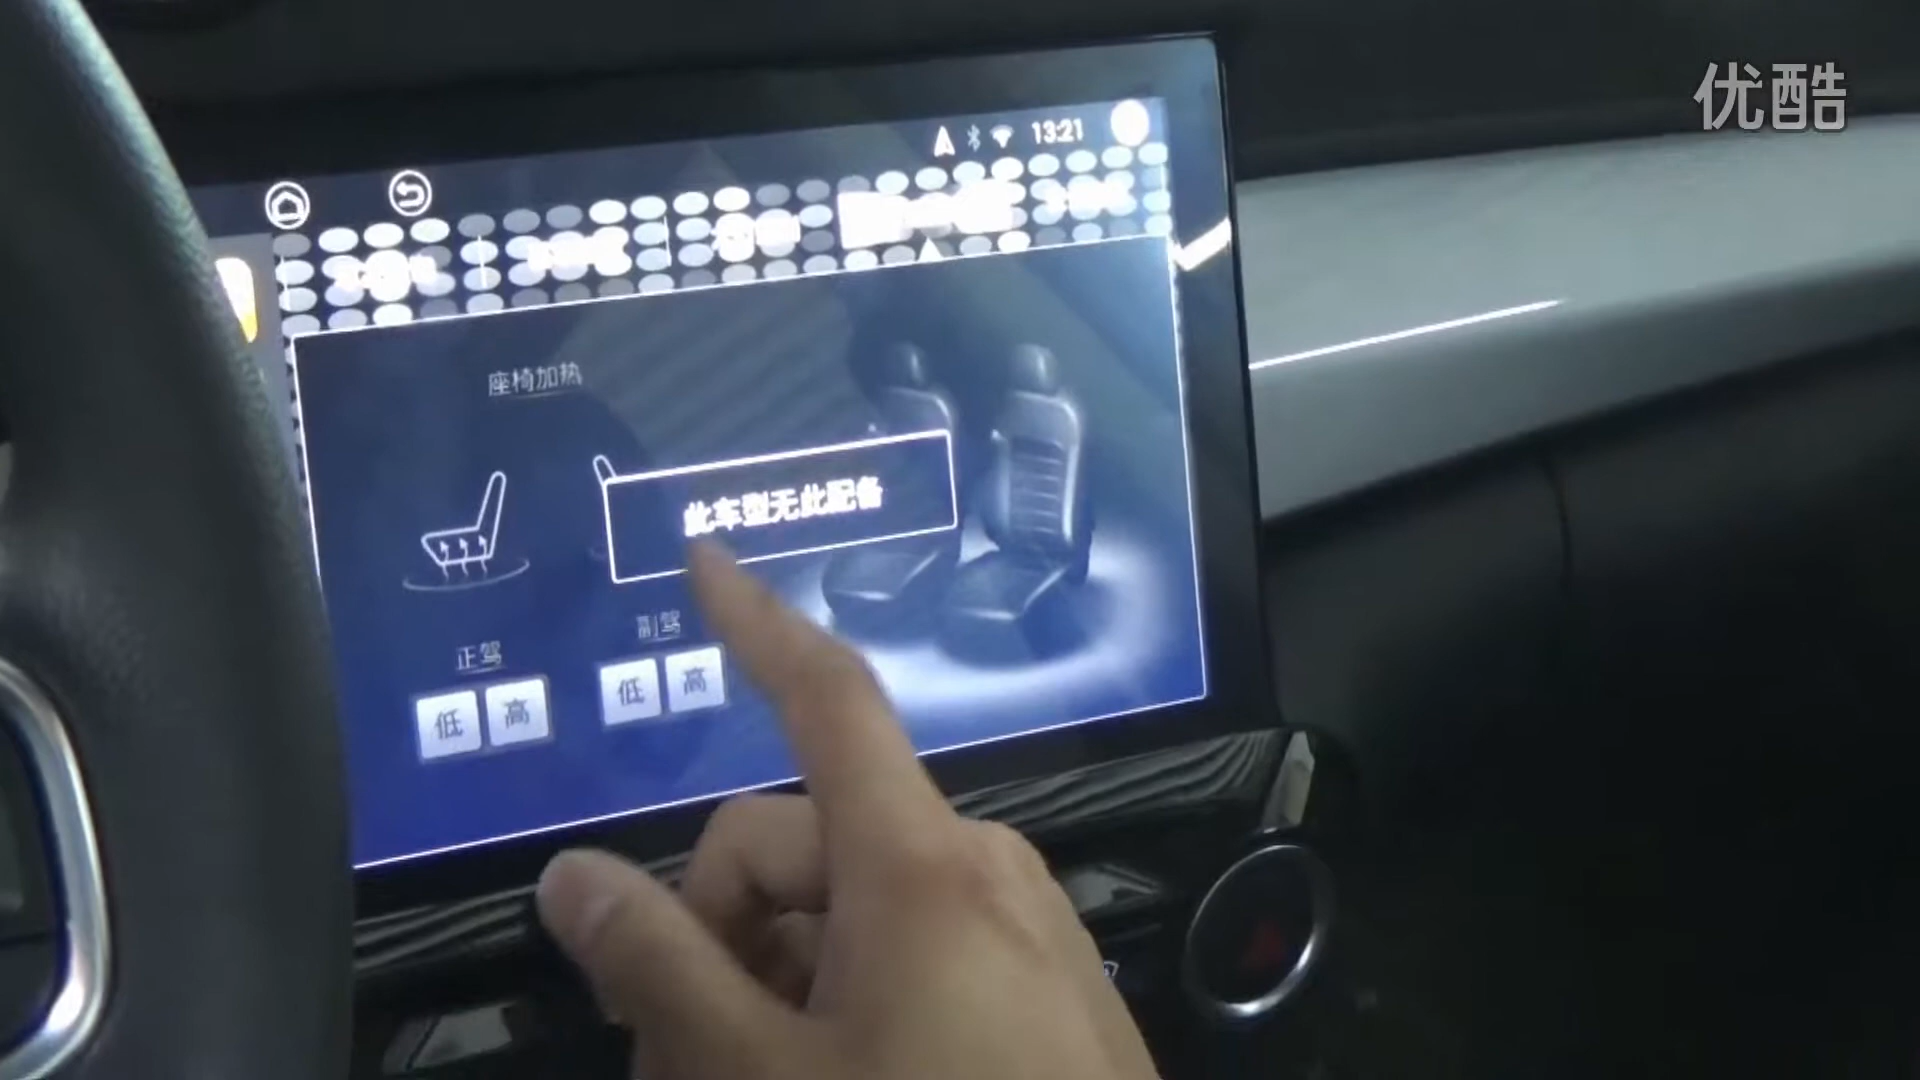 优酷
13:21
座椅加热
此车型无此配备
正驾
副驾
低 高
低 高